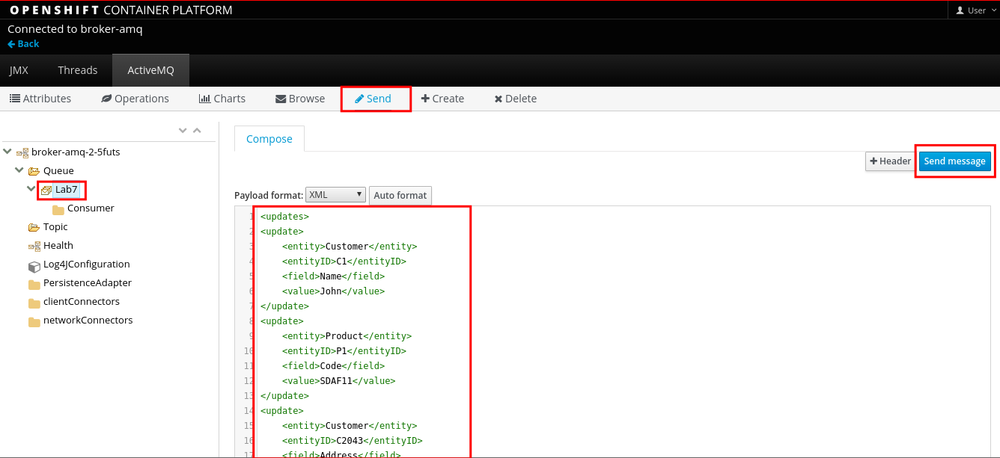 OPENSHIFT CONTAINER PLATFORM
User
Connected to broker-amq
Back
JMX Threads ActiveMQ
Attributes Operations Charts Browse Send Create Delete
broker-amq-2-5futs
Queue
Lab7
Consumer
Topic
Health
Log4JConfiguration
PersistenceAdapter
clientConnectors
networkConnectors
Compose
Header Send message
Payload format: XML Auto format
1 <updates>
2 <update>
3 <entity>Customer</entity>
4 <entityID>C1</entityID>
5 <field>Name</field>
6 <value>John</value>
7 </update>
8 <update>
9 <entity>Product</entity>
10 <entityID>P1</entityID>
11 <field>Code</field>
12 <value>SDAF11</value>
13 </update>
14 <update>
15 <entity>Customer</entity>
16 <entityID>C2043</entityID>
17 <field>Address</field>